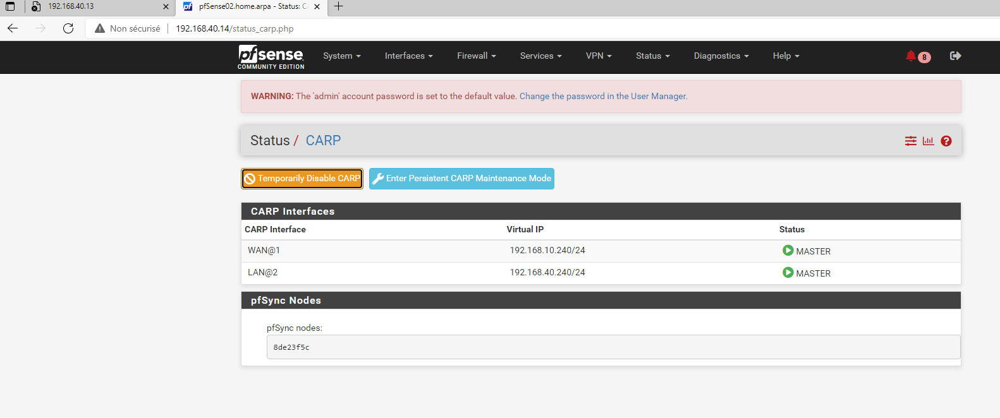 192.168.40.13
pfSense02.home.arpa - Status: C
Non sécurisé
192.168.40.14/status_carp.php
pfsense
COMMUNITY EDITION
System Interfaces Firewall Services VPN Status Diagnostics Help
8
WARNING: The 'admin' account password is set to the default value. Change the password in the User Manager.
Status / CARP
Temporarily Disable CARP
Enter Persistent CARP Maintenance Mode
CARP Interfaces
CARP Interface Virtual IP Status
WAN@1 192.168.10.240/24 MASTER
LAN@2 192.168.40.240/24 MASTER
pfSync Nodes
pfSync nodes:
8de23f5c